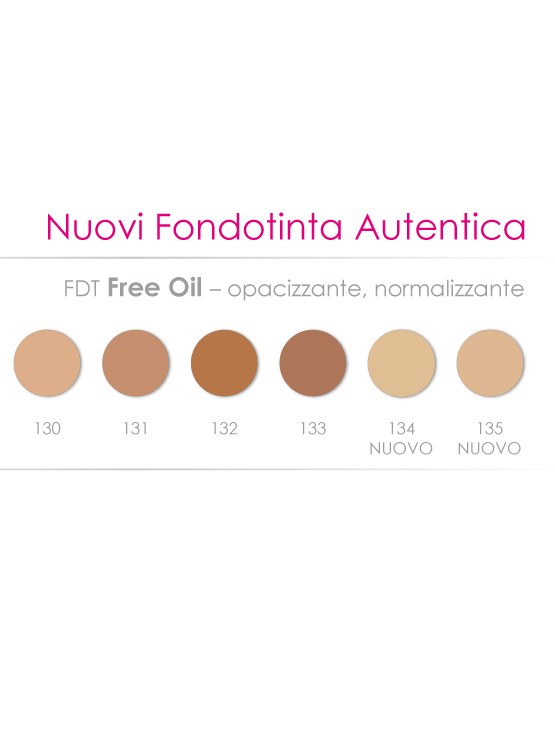 Nuovi Fondotinta Autentica
FDT Free Oil – opacizzante, normalizzante
130 131 132 133 134 135
NUOVO NUOVO